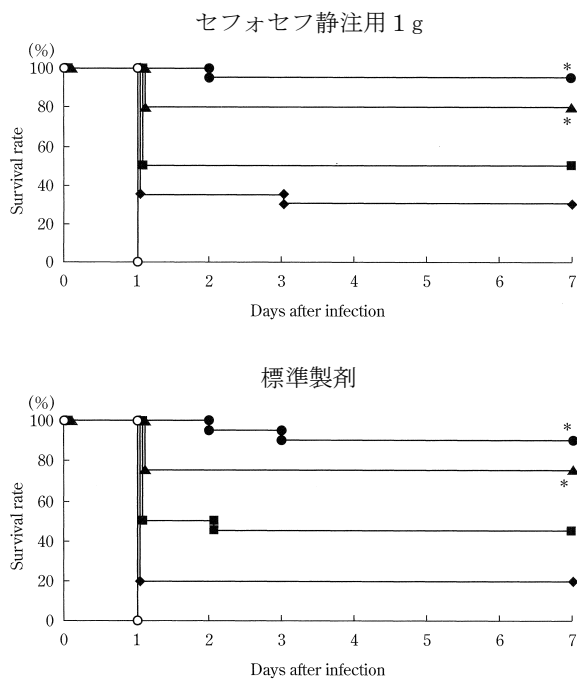 セフォセフ静注用1g
(%)
100
80
60
40
20
0
Survival rate
*
*
0 1 2 3 4 5 6 7
Days after infection
標準製剤
(%)
100
80
60
40
20
0
Survival rate
*
*
0 1 2 3 4 5 6 7
Days after infection